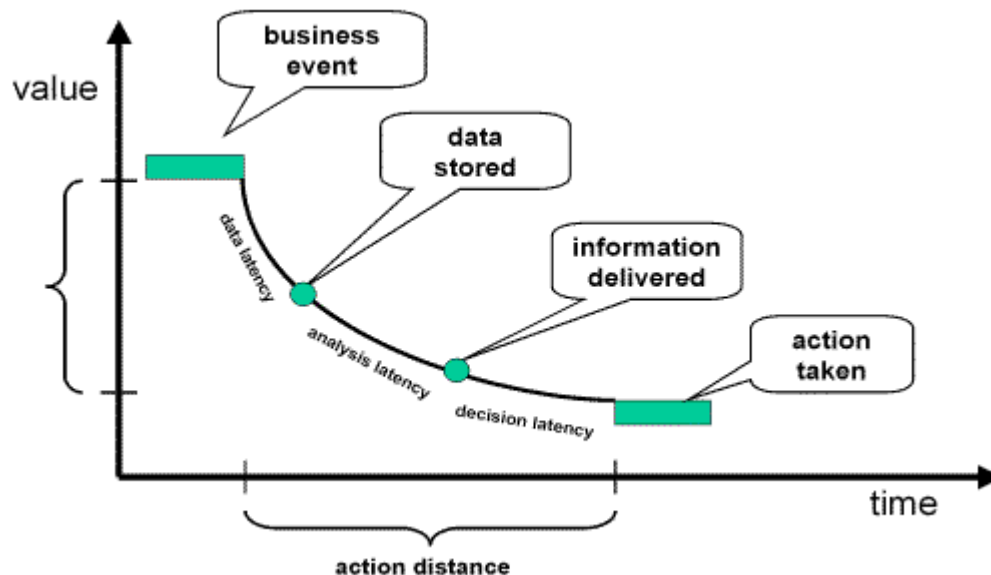 business
event
value
data
stored
data latency
information
delivered
analysis latency
action
taken
decision latency
time
action distance